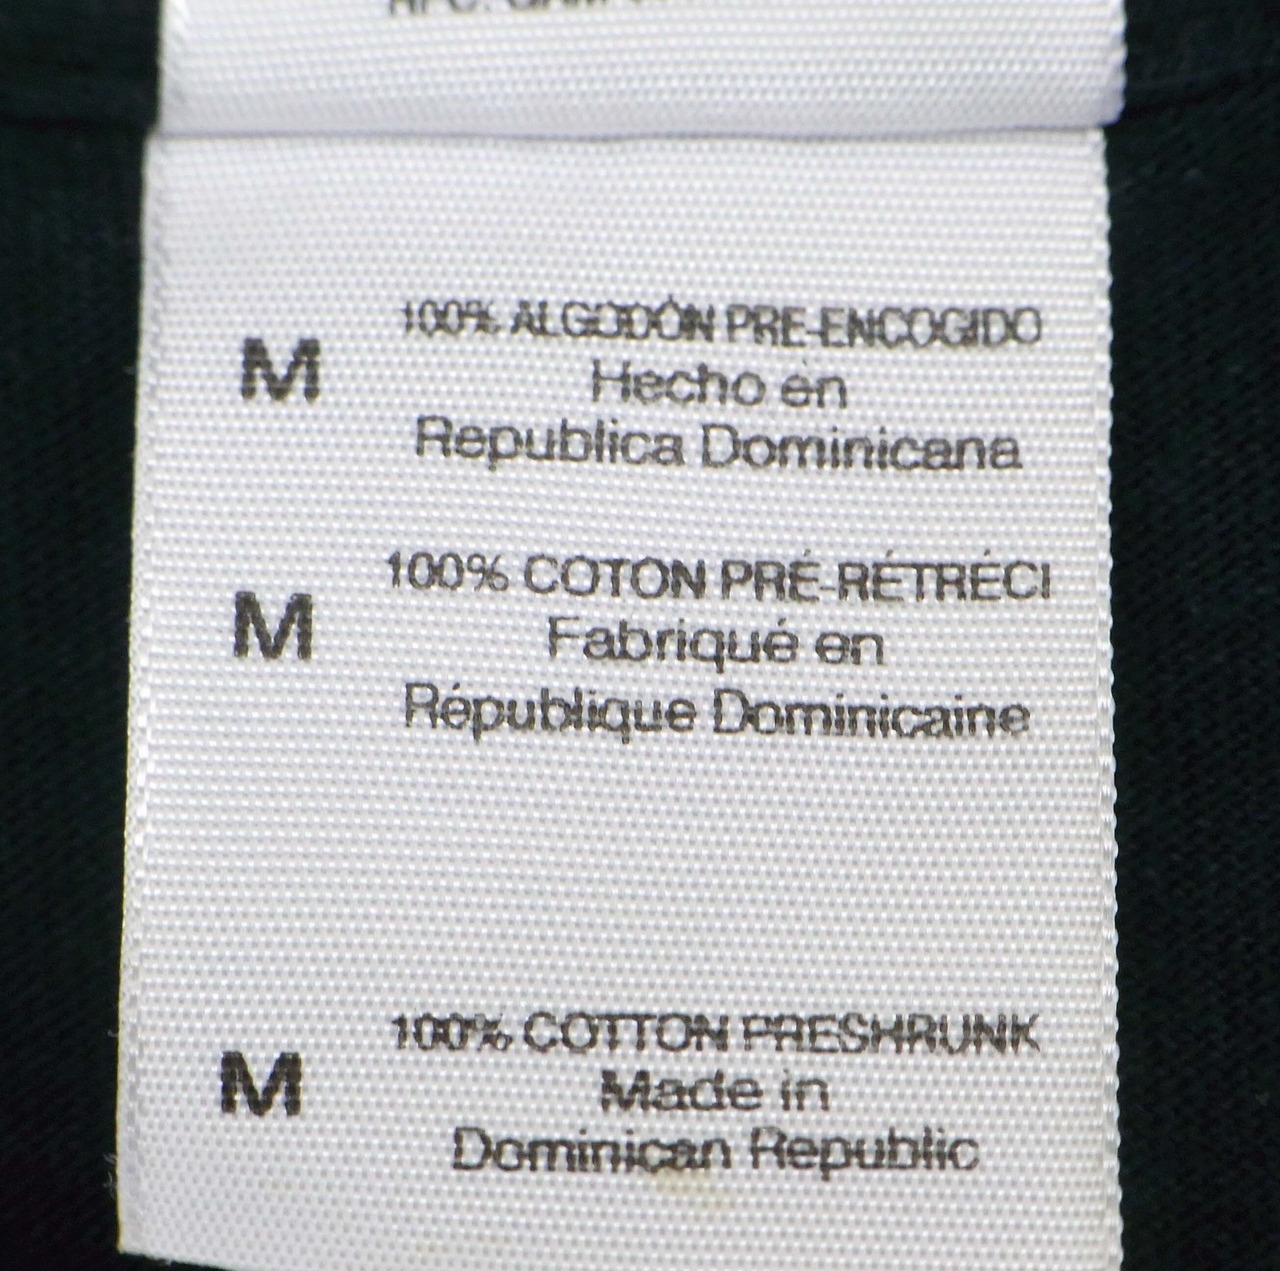 M
100% ALGODÓN PRE-ENCOGIDO
Hecho en
Republica Dominicana
M
100% COTON PRÉ-RÉTRÉCI
Fabriqué en
République Dominicaine
M
100% COTTON PRESHRUNK
Made in
Dominican Republic